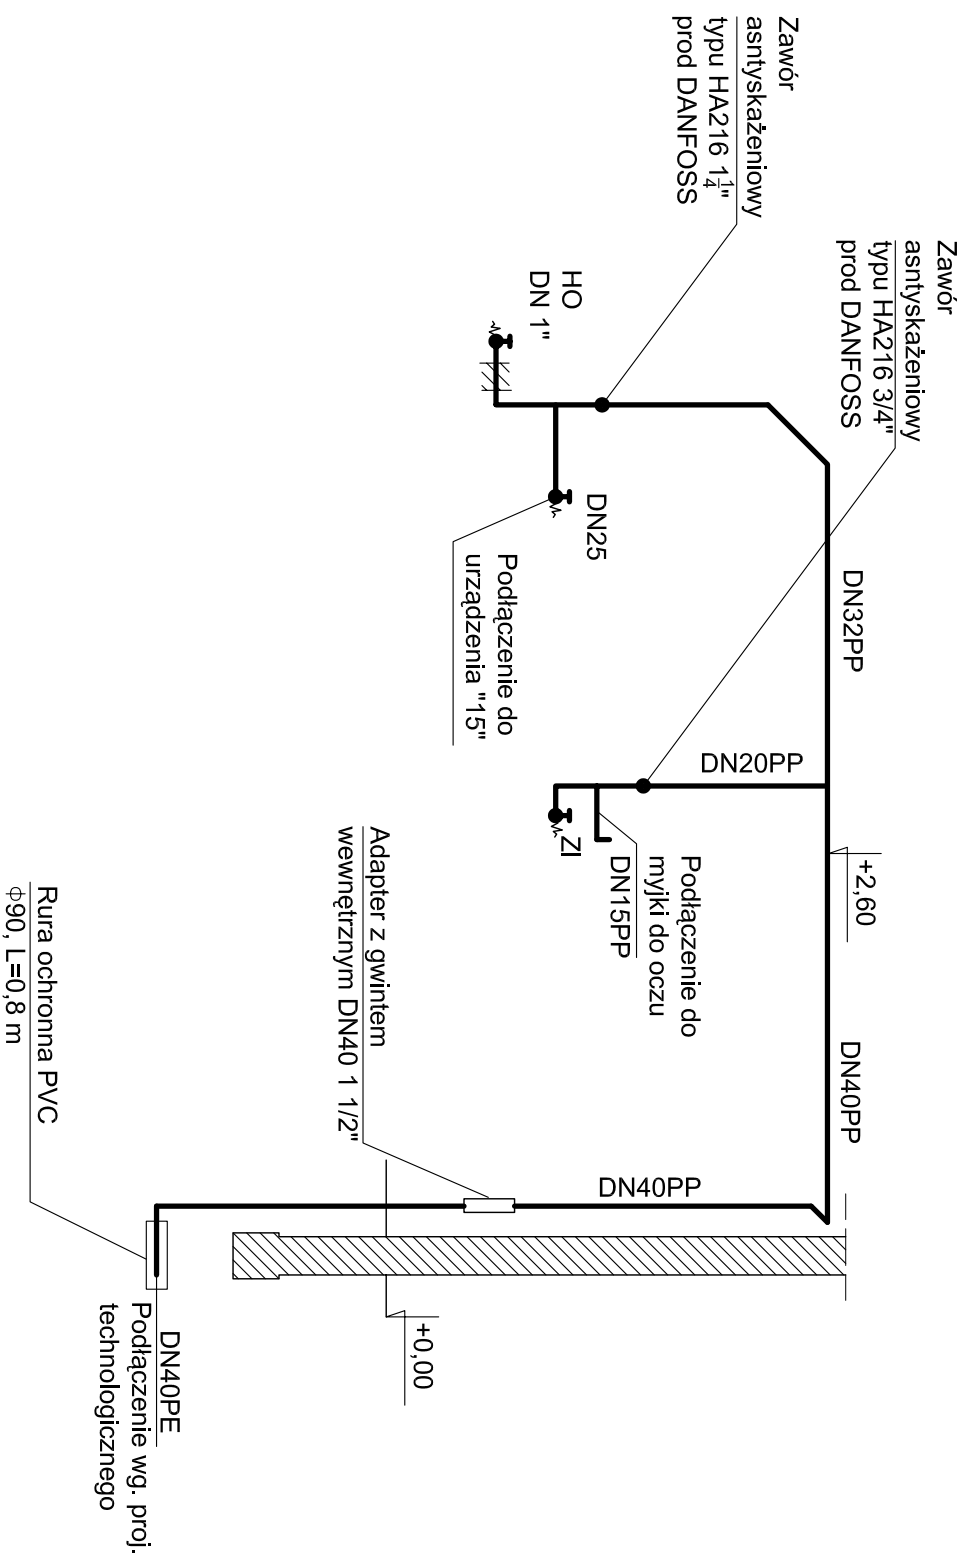 Zawór
asntyskażeniowy
typu HA216 1 1/4"
prod DANFOSS
Zawór
asntyskażeniowy
typu HA216 3/4"
prod DANFOSS
HO
DN 1"
DN25
Podłączenie do
urządzenia "15"
DN32PP
DN20PP
ZI
Podłączenie do
myjki do oczu
DN15PP
+2,60
DN40PP
DN40PP
Adapter z gwintem
wewnętrznym DN40 1 1/2"
+0,00
Rura ochronna PVC
ϕ90, L=0,8 m
DN40PE
Podłączenie wg. proj.
technologicznego